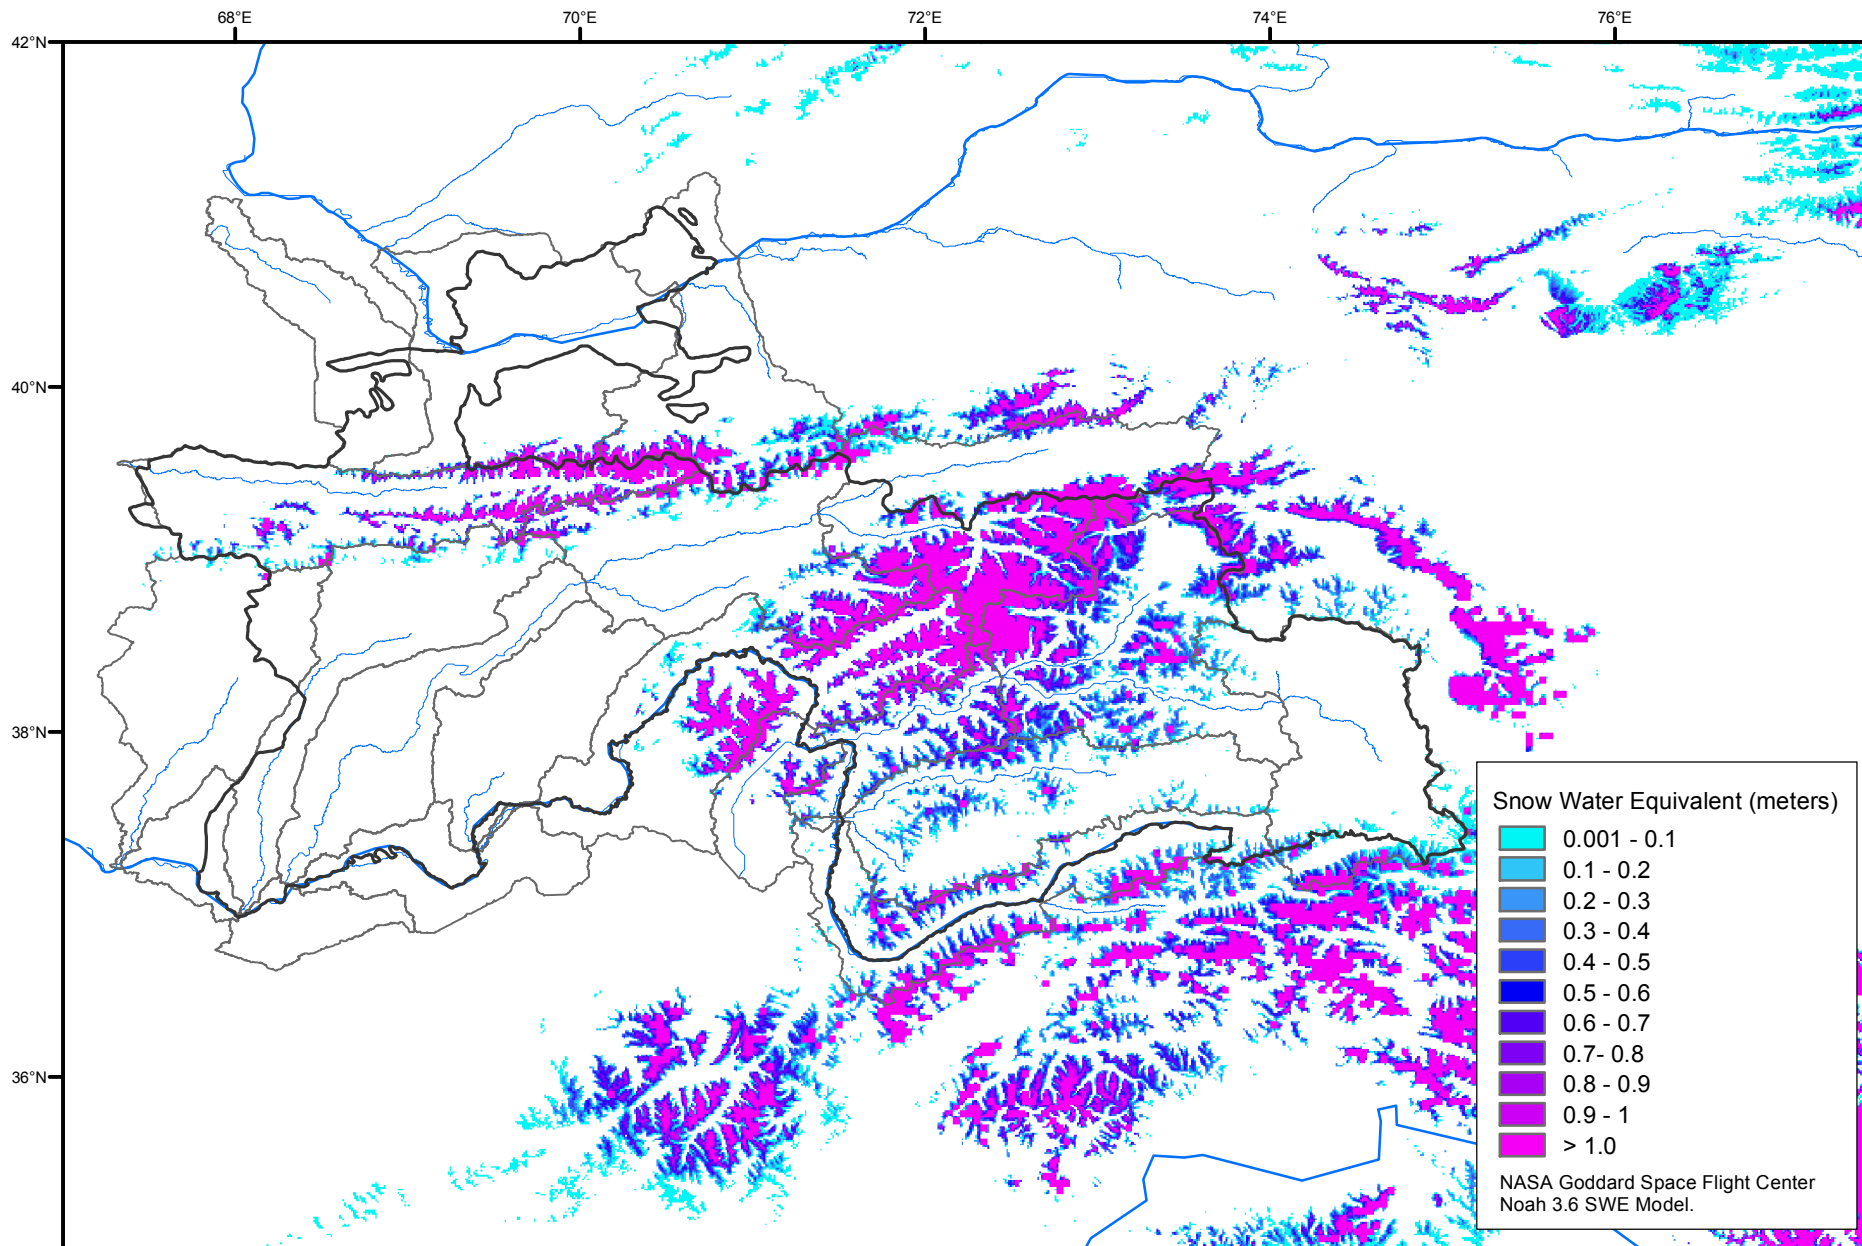 68°E 70°E 72°E 74°E 76°E
42°N
40°N
38°N
36°N
Snow Water Equivalent (meters)
0.001 - 0.1
0.1 - 0.2
0.2 - 0.3
0.3 - 0.4
0.4 - 0.5
0.5 - 0.6
0.6 - 0.7
0.7- 0.8
0.8 - 0.9
0.9 - 1
> 1.0
NASA Goddard Space Flight Center
Noah 3.6 SWE Model.